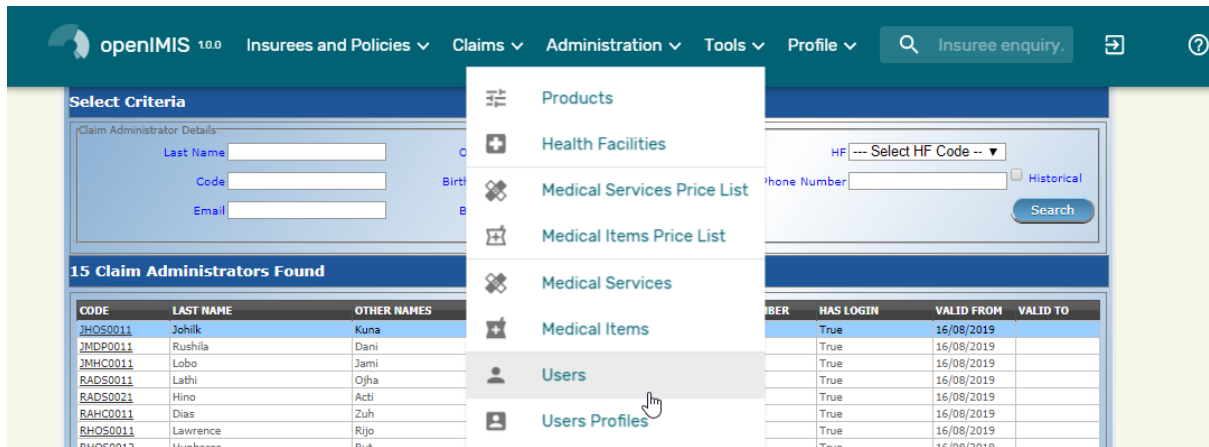 openIMIS 1.0.0 Insurees and Policies Claims Administration Tools Profile Insuree enquiry.
Select Criteria
Claim Administrator Details
Last Name
HF --- Select HF Code -- ▼
Code
Phone Number
Historical
Email
Search
Products
Health Facilities
Medical Services Price List
Medical Items Price List
Medical Services
Medical Items
Users
Users Profiles
15 Claim Administrators Found
CODE LAST NAME OTHER NAMES HAS LOGIN VALID FROM VALID TO
JHOS0011 Johilk Kuna True 16/08/2019
JMDP0011 Rushila Dani True 16/08/2019
JMHC0011 Lobo Jami True 16/08/2019
RADS0011 Lathi Ojha True 16/08/2019
RADS0021 Hino Acti True 16/08/2019
RAHC0011 Dias Zuh True 16/08/2019
RHOS0011 Lawrence Rijo True 16/08/2019